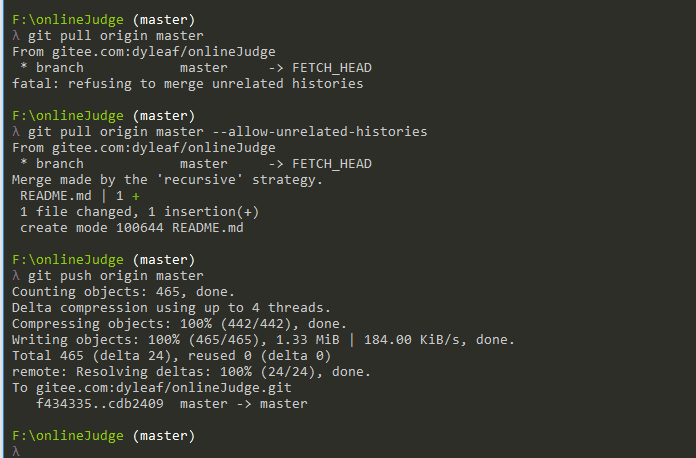 F:\onlineJudge (master)
λ git pull origin master
From gitee.com:dyleaf/onlineJudge
 * branch            master     -> FETCH_HEAD
fatal: refusing to merge unrelated histories
F:\onlineJudge (master)
λ git pull origin master --allow-unrelated-histories
From gitee.com:dyleaf/onlineJudge
 * branch            master     -> FETCH_HEAD
Merge made by the 'recursive' strategy.
 README.md | 1 +
 1 file changed, 1 insertion(+)
 create mode 100644 README.md
F:\onlineJudge (master)
λ git push origin master
Counting objects: 465, done.
Delta compression using up to 4 threads.
Compressing objects: 100% (442/442), done.
Writing objects: 100% (465/465), 1.33 MiB | 184.00 KiB/s, done.
Total 465 (delta 24), reused 0 (delta 0)
remote: Resolving deltas: 100% (24/24), done.
To gitee.com:dyleaf/onlineJudge.git
   f434335..cdb2409  master -> master
F:\onlineJudge (master)
λ